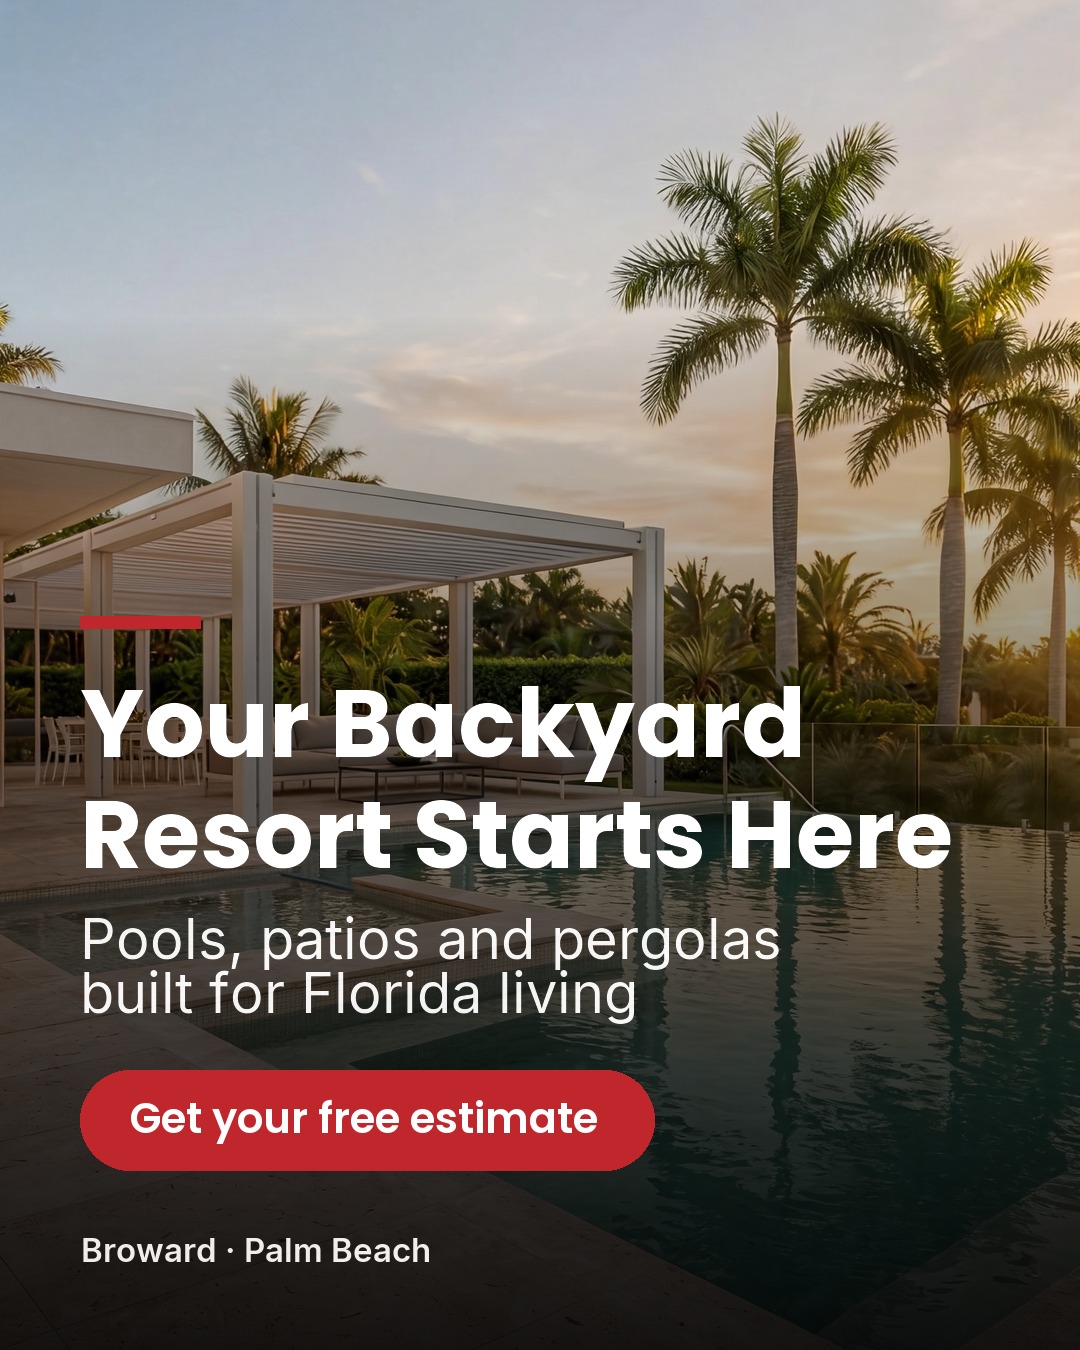 Your Backyard
Resort Starts Here
Pools, patios and pergolas
built for Florida living
Get your free estimate
Broward · Palm Beach